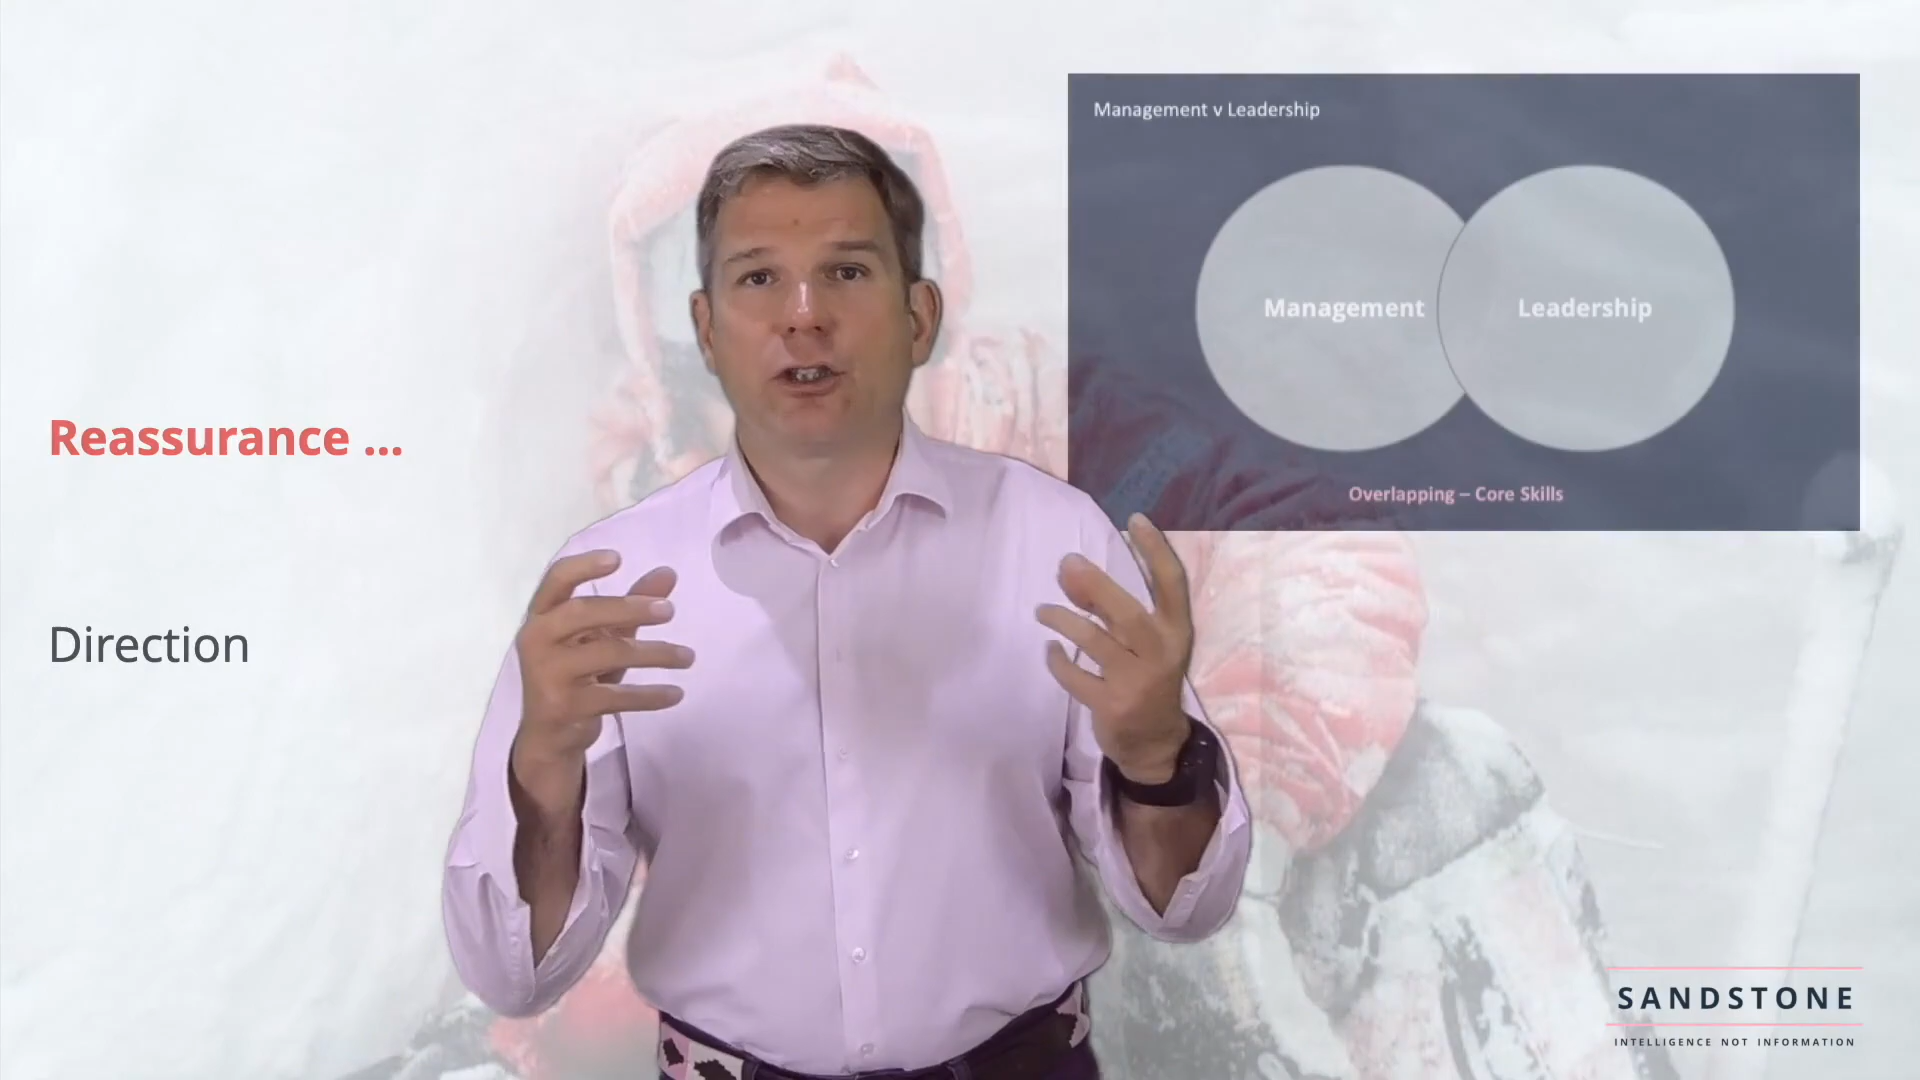 Management v Leadership
Management
Leadership
Overlapping – Core Skills
Reassurance ...
Direction
SANDSTONE
INTELLIGENCE NOT INFORMATION